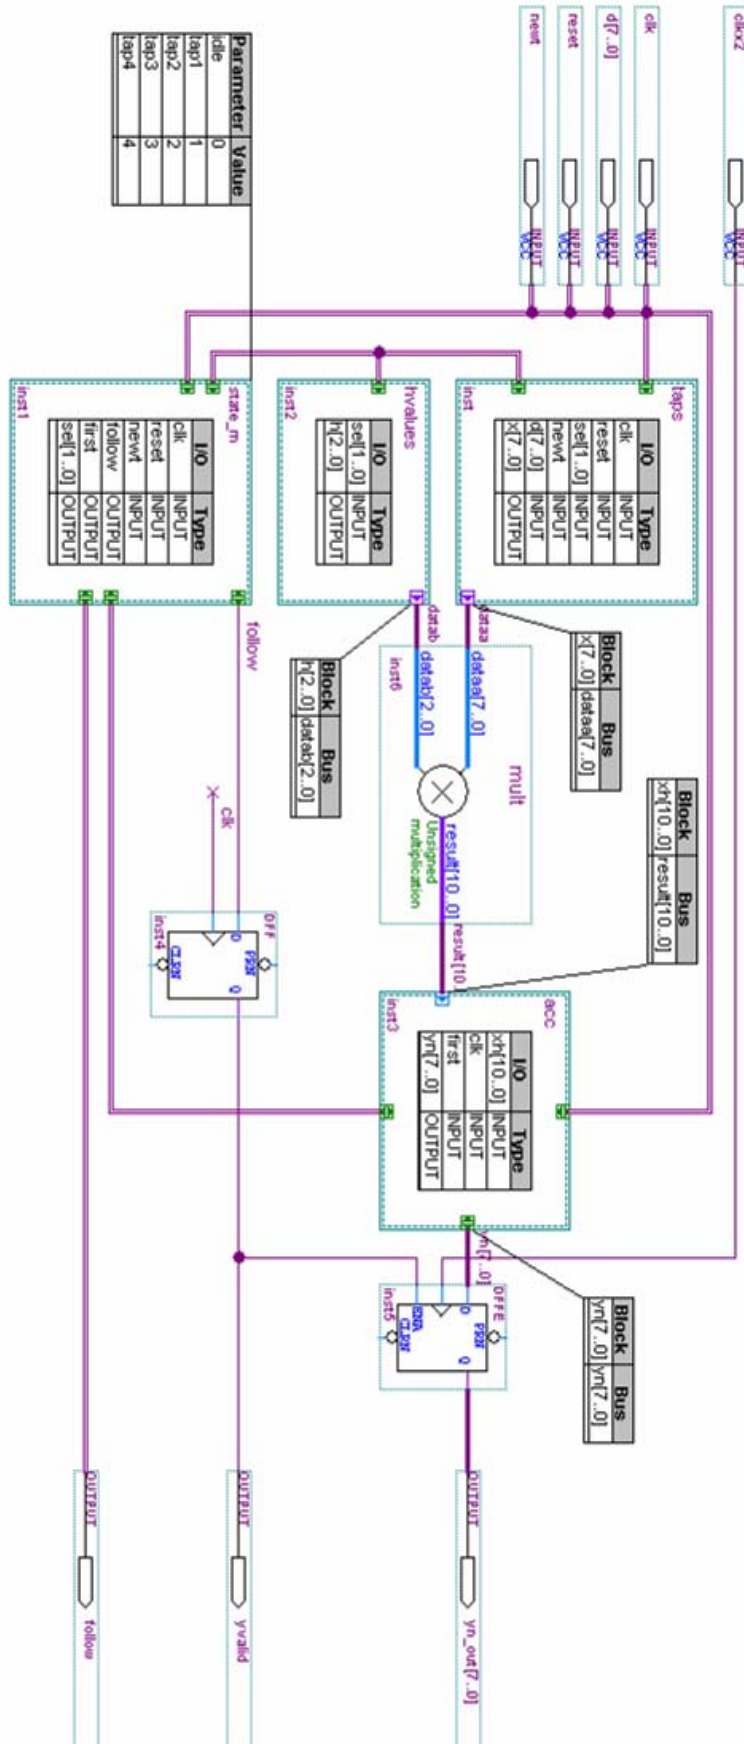 clkx2
INPUT
VCC
clk
INPUT
VCC
d[7..0]
INPUT
VCC
reset
INPUT
VCC
newt
INPUT
VCC
taps
I/O Type
clk INPUT
reset INPUT
sel[1..0] INPUT
newt INPUT
d[7..0] INPUT
x[7..0] OUTPUT
inst
Block Bus
x[7..0] dataa[7..0]
Block Bus
xh[10..0] result[10..0]
dataa
mult
dataa[7..0]
result[10..0]
result[10..
datab[2..0]
Unsigned
multiplication
inst6
hvalues
I/O Type
sel[1..0] INPUT
h[2..0] OUTPUT
inst2
datab
Block Bus
h[2..0] datab[2..0]
acc
I/O Type
xh[10..0] INPUT
clk INPUT
first INPUT
yn[7..0] OUTPUT
inst3
Block Bus
yn[7..0] yn[7..0]
yn[7..0]
DFFE
PRN
D Q
ENA
CLRN
inst5
OUTPUT
yn_out[7..0]
Parameter Value
idle 0
tap1 1
tap2 2
tap3 3
tap4 4
state_m
I/O Type
clk INPUT
reset INPUT
newt INPUT
follow OUTPUT
first OUTPUT
sel[1..0] OUTPUT
inst1
follow
clk
DFF
PRN
D Q
CLRN
inst4
OUTPUT
yvalid
OUTPUT
follow